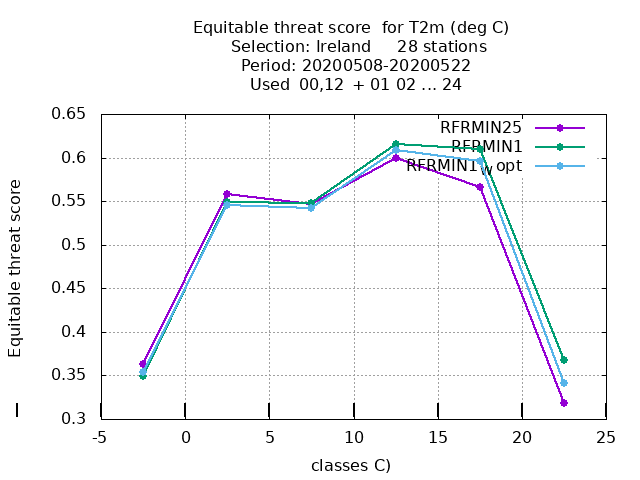 Equitable threat score for T2m (deg C)
Selection: Ireland 28 stations
Period: 20200508-20200522
Used 00,12 + 01 02 ... 24
0.65
0.6
0.55
0.5
0.45
0.4
0.35
0.3
Equitable threat score
RFRMIN25
RFRMIN1
RFRMIN1wopt
-5
0
5
10
15
20
25
classes C)